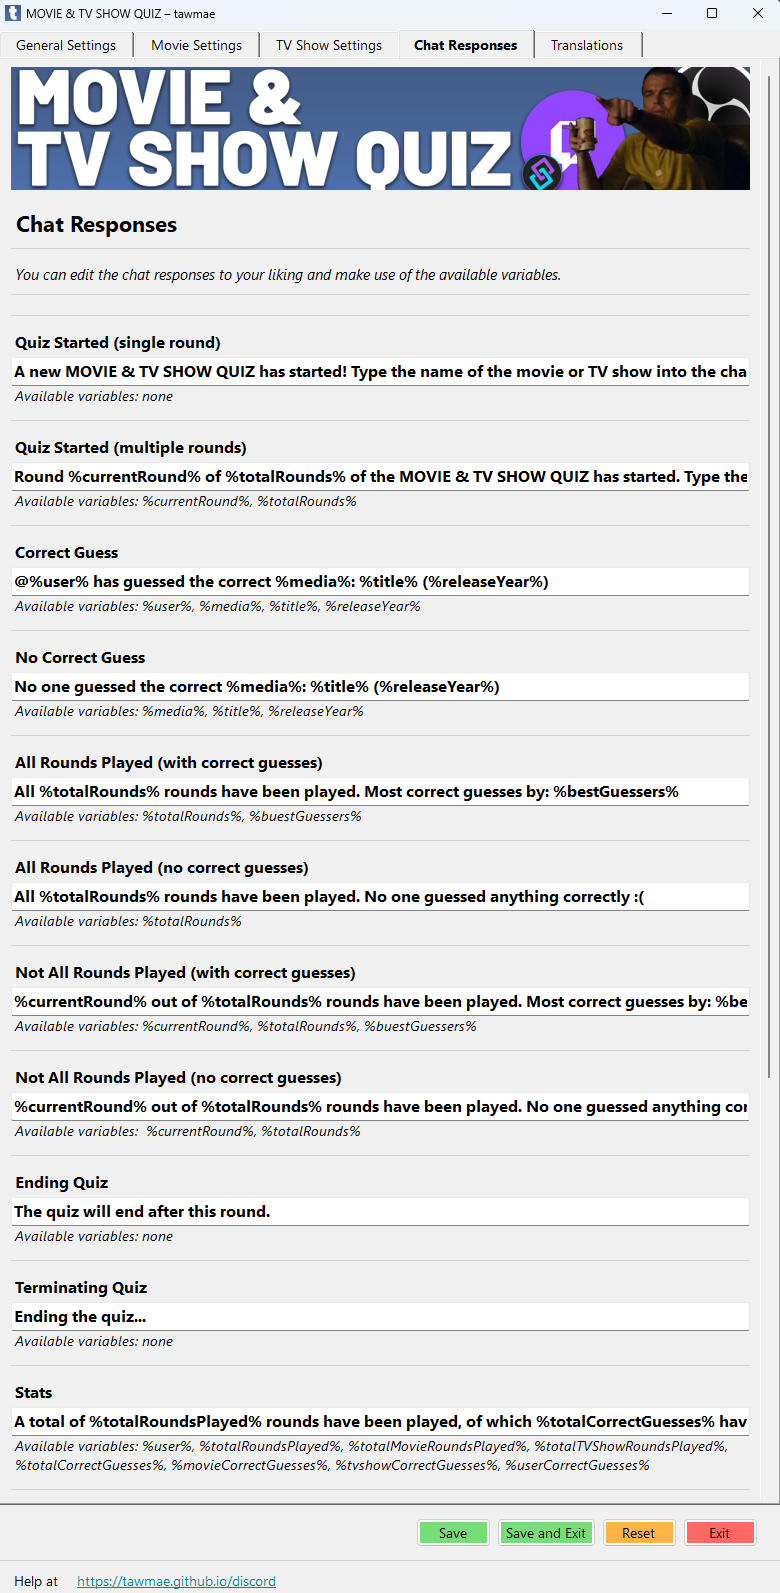 MOVIE & TV SHOW QUIZ – tawmae
General Settings
Movie Settings
TV Show Settings
Chat Responses
Translations
MOVIE &
TV SHOW QUIZ
Chat Responses
You can edit the chat responses to your liking and make use of the available variables.
Quiz Started (single round)
A new MOVIE & TV SHOW QUIZ has started! Type the name of the movie or TV show into the cha
Available variables: none
Quiz Started (multiple rounds)
Round %currentRound% of %totalRounds% of the MOVIE & TV SHOW QUIZ has started. Type the
Available variables: %currentRound%, %totalRounds%
Correct Guess
@%user% has guessed the correct %media%: %title% (%releaseYear%)
Available variables: %user%, %media%, %title%, %releaseYear%
No Correct Guess
No one guessed the correct %media%: %title% (%releaseYear%)
Available variables: %media%, %title%, %releaseYear%
All Rounds Played (with correct guesses)
All %totalRounds% rounds have been played. Most correct guesses by: %bestGuessers%
Available variables: %totalRounds%, %buestGuessers%
All Rounds Played (no correct guesses)
All %totalRounds% rounds have been played. No one guessed anything correctly :(
Available variables: %totalRounds%
Not All Rounds Played (with correct guesses)
%currentRound% out of %totalRounds% rounds have been played. Most correct guesses by: %be
Available variables: %currentRound%, %totalRounds%, %buestGuessers%
Not All Rounds Played (no correct guesses)
%currentRound% out of %totalRounds% rounds have been played. No one guessed anything cor
Available variables:  %currentRound%, %totalRounds%
Ending Quiz
The quiz will end after this round.
Available variables: none
Terminating Quiz
Ending the quiz...
Available variables: none
Stats
A total of %totalRoundsPlayed% rounds have been played, of which %totalCorrectGuesses% hav
Available variables: %user%, %totalRoundsPlayed%, %totalMovieRoundsPlayed%, %totalTVShowRoundsPlayed%,
%totalCorrectGuesses%, %movieCorrectGuesses%, %tvshowCorrectGuesses%, %userCorrectGuesses%
Save
Save and Exit
Reset
Exit
Help at https://tawmae.github.io/discord